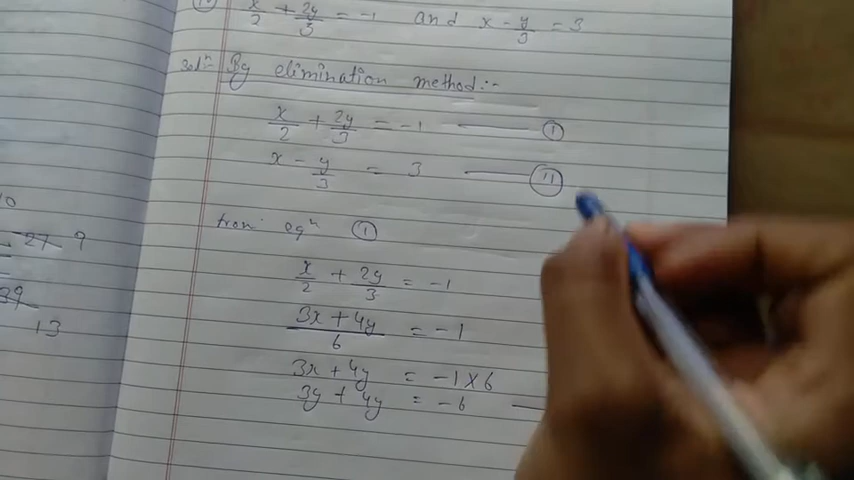 x/2 + 2y/3 = -1 and x - y/3 = 3
Solⁿ By elimination method:-
x/2 + 2y/3 = -1 —— (i)
x - y/3 = 3 —— (ii)
from eqⁿ (i)
x/2 + 2y/3 = -1
(3x + 4y)/6 = -1
3x + 4y = -1 × 6
3y + 4y = -6 —
10
27 9
39
13